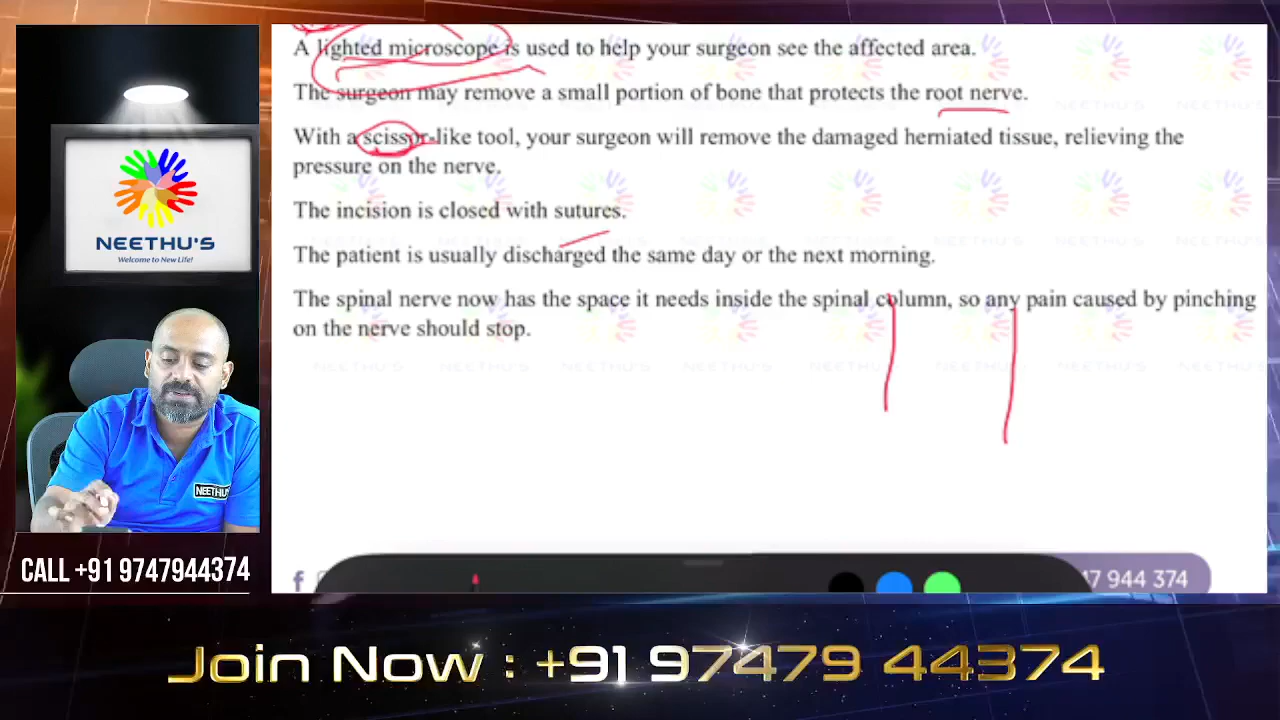 A lighted microscope is used to help your surgeon see the affected area.
The surgeon may remove a small portion of bone that protects the root nerve.
With a scissor-like tool, your surgeon will remove the damaged herniated tissue, relieving the
pressure on the nerve.
The incision is closed with sutures.
The patient is usually discharged the same day or the next morning.
The spinal nerve now has the space it needs inside the spinal column, so any pain caused by pinching
on the nerve should stop.
NEETHU'S
Welcome to New Life!
NEETHU'S
CALL +91 9747944374
f
47 944 374
Join Now : +91 97479 44374